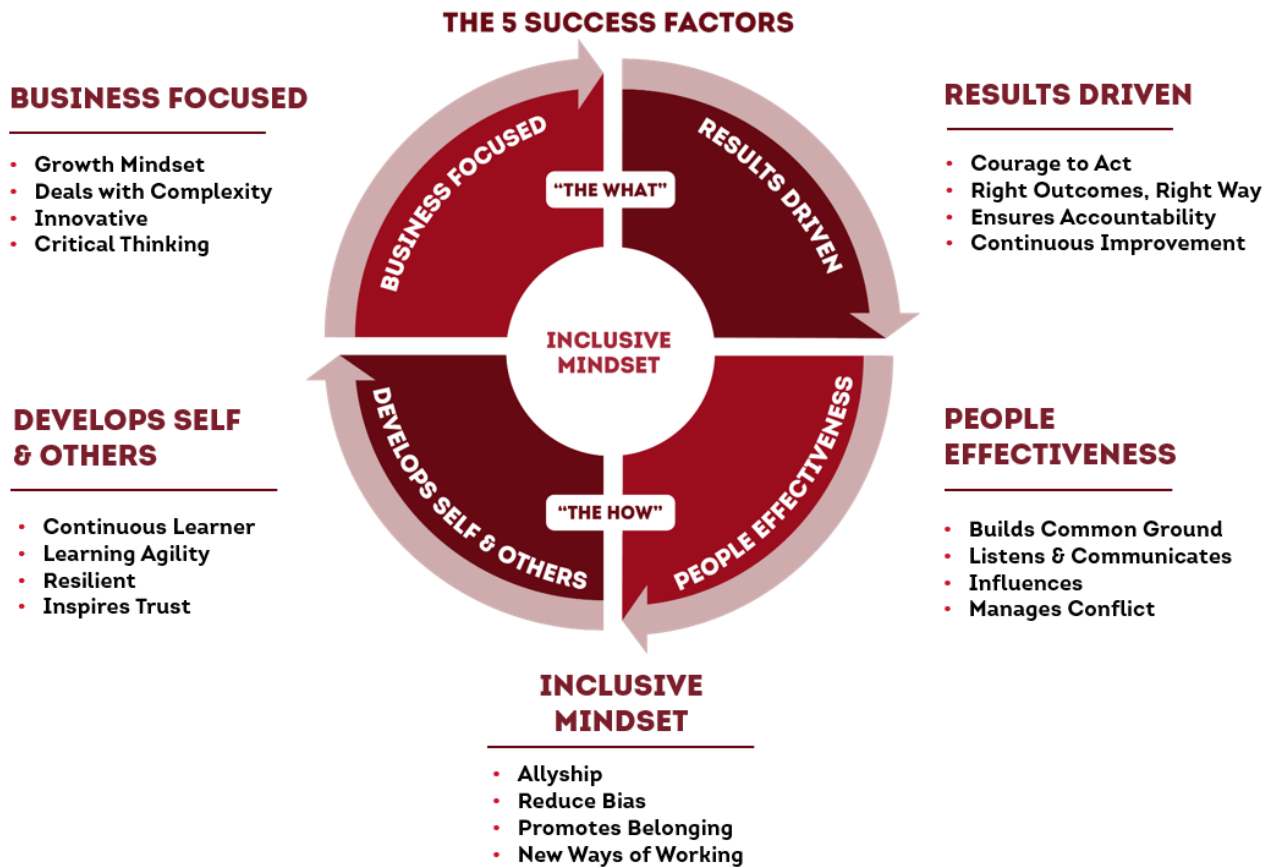 THE 5 SUCCESS FACTORS
BUSINESS FOCUSED
• Growth Mindset
• Deals with Complexity
• Innovative
• Critical Thinking
RESULTS DRIVEN
• Courage to Act
• Right Outcomes, Right Way
• Ensures Accountability
• Continuous Improvement
BUSINESS FOCUSED
"THE WHAT"
RESULTS DRIVEN
INCLUSIVE
MINDSET
DEVELOPS SELF & OTHERS
"THE HOW"
PEOPLE EFFECTIVENESS
DEVELOPS SELF
& OTHERS
• Continuous Learner
• Learning Agility
• Resilient
• Inspires Trust
PEOPLE
EFFECTIVENESS
• Builds Common Ground
• Listens & Communicates
• Influences
• Manages Conflict
INCLUSIVE
MINDSET
• Allyship
• Reduce Bias
• Promotes Belonging
• New Ways of Working